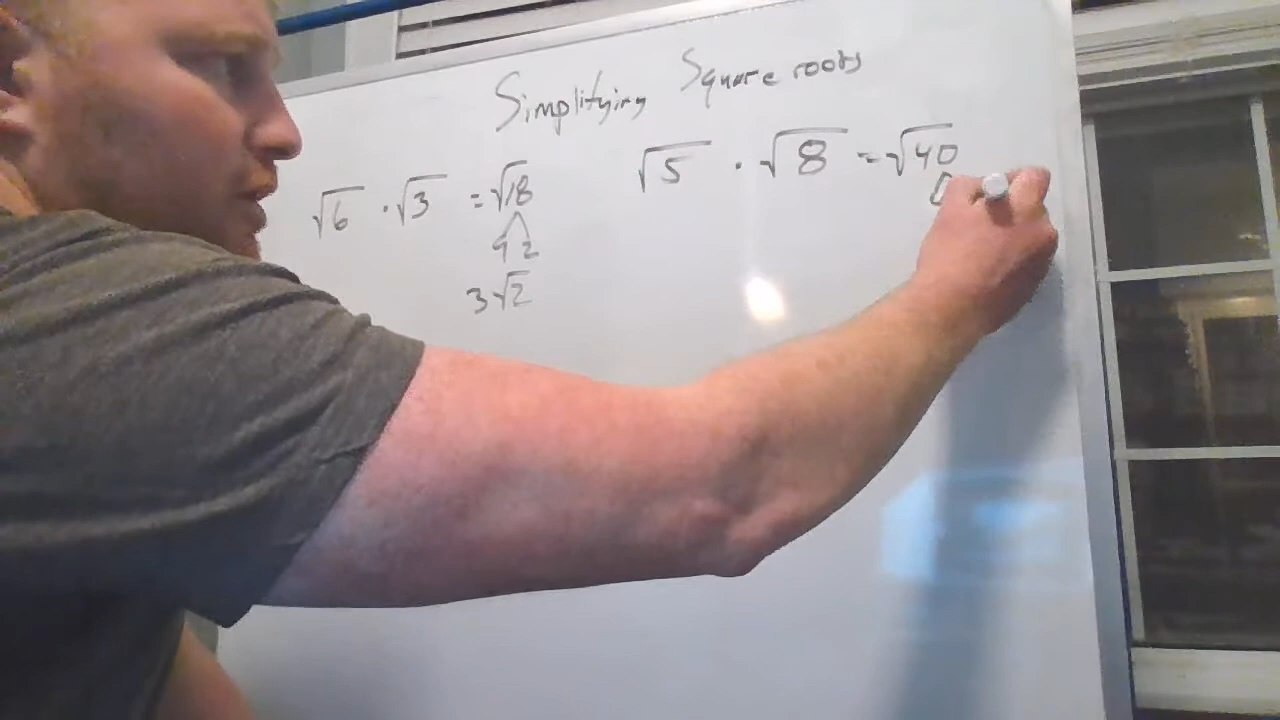 Simplifying Square roots
√6 · √3 = √18
9 2
3√2
√5 · √8 = √40